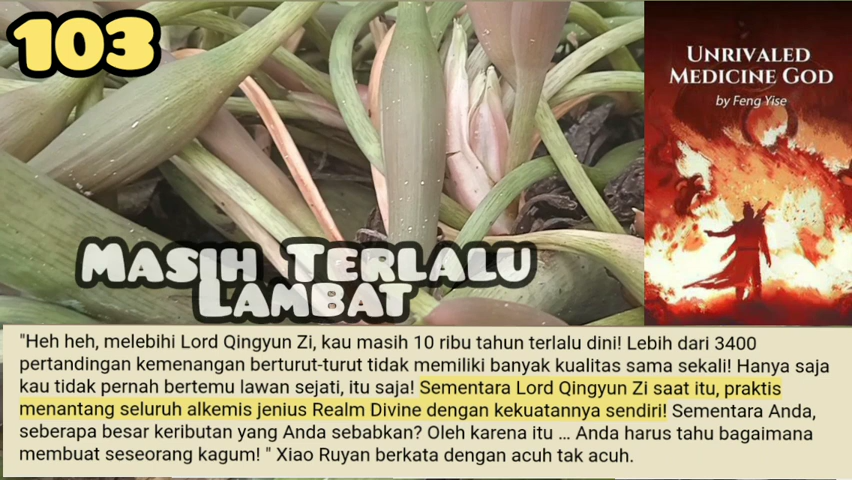 103
UNRIVALED
MEDICINE GOD
by Feng Yise
MASIH TERLALU
LAMBAT
"Heh heh, melebihi Lord Qingyun Zi, kau masih 10 ribu tahun terlalu dini! Lebih dari 3400
pertandingan kemenangan berturut-turut tidak memiliki banyak kualitas sama sekali! Hanya saja
kau tidak pernah bertemu lawan sejati, itu saja! Sementara Lord Qingyun Zi saat itu, praktis
menantang seluruh alkemis jenius Realm Divine dengan kekuatannya sendiri! Sementara Anda,
seberapa besar keributan yang Anda sebabkan? Oleh karena itu ... Anda harus tahu bagaimana
membuat seseorang kagum! " Xiao Ruyan berkata dengan acuh tak acuh.